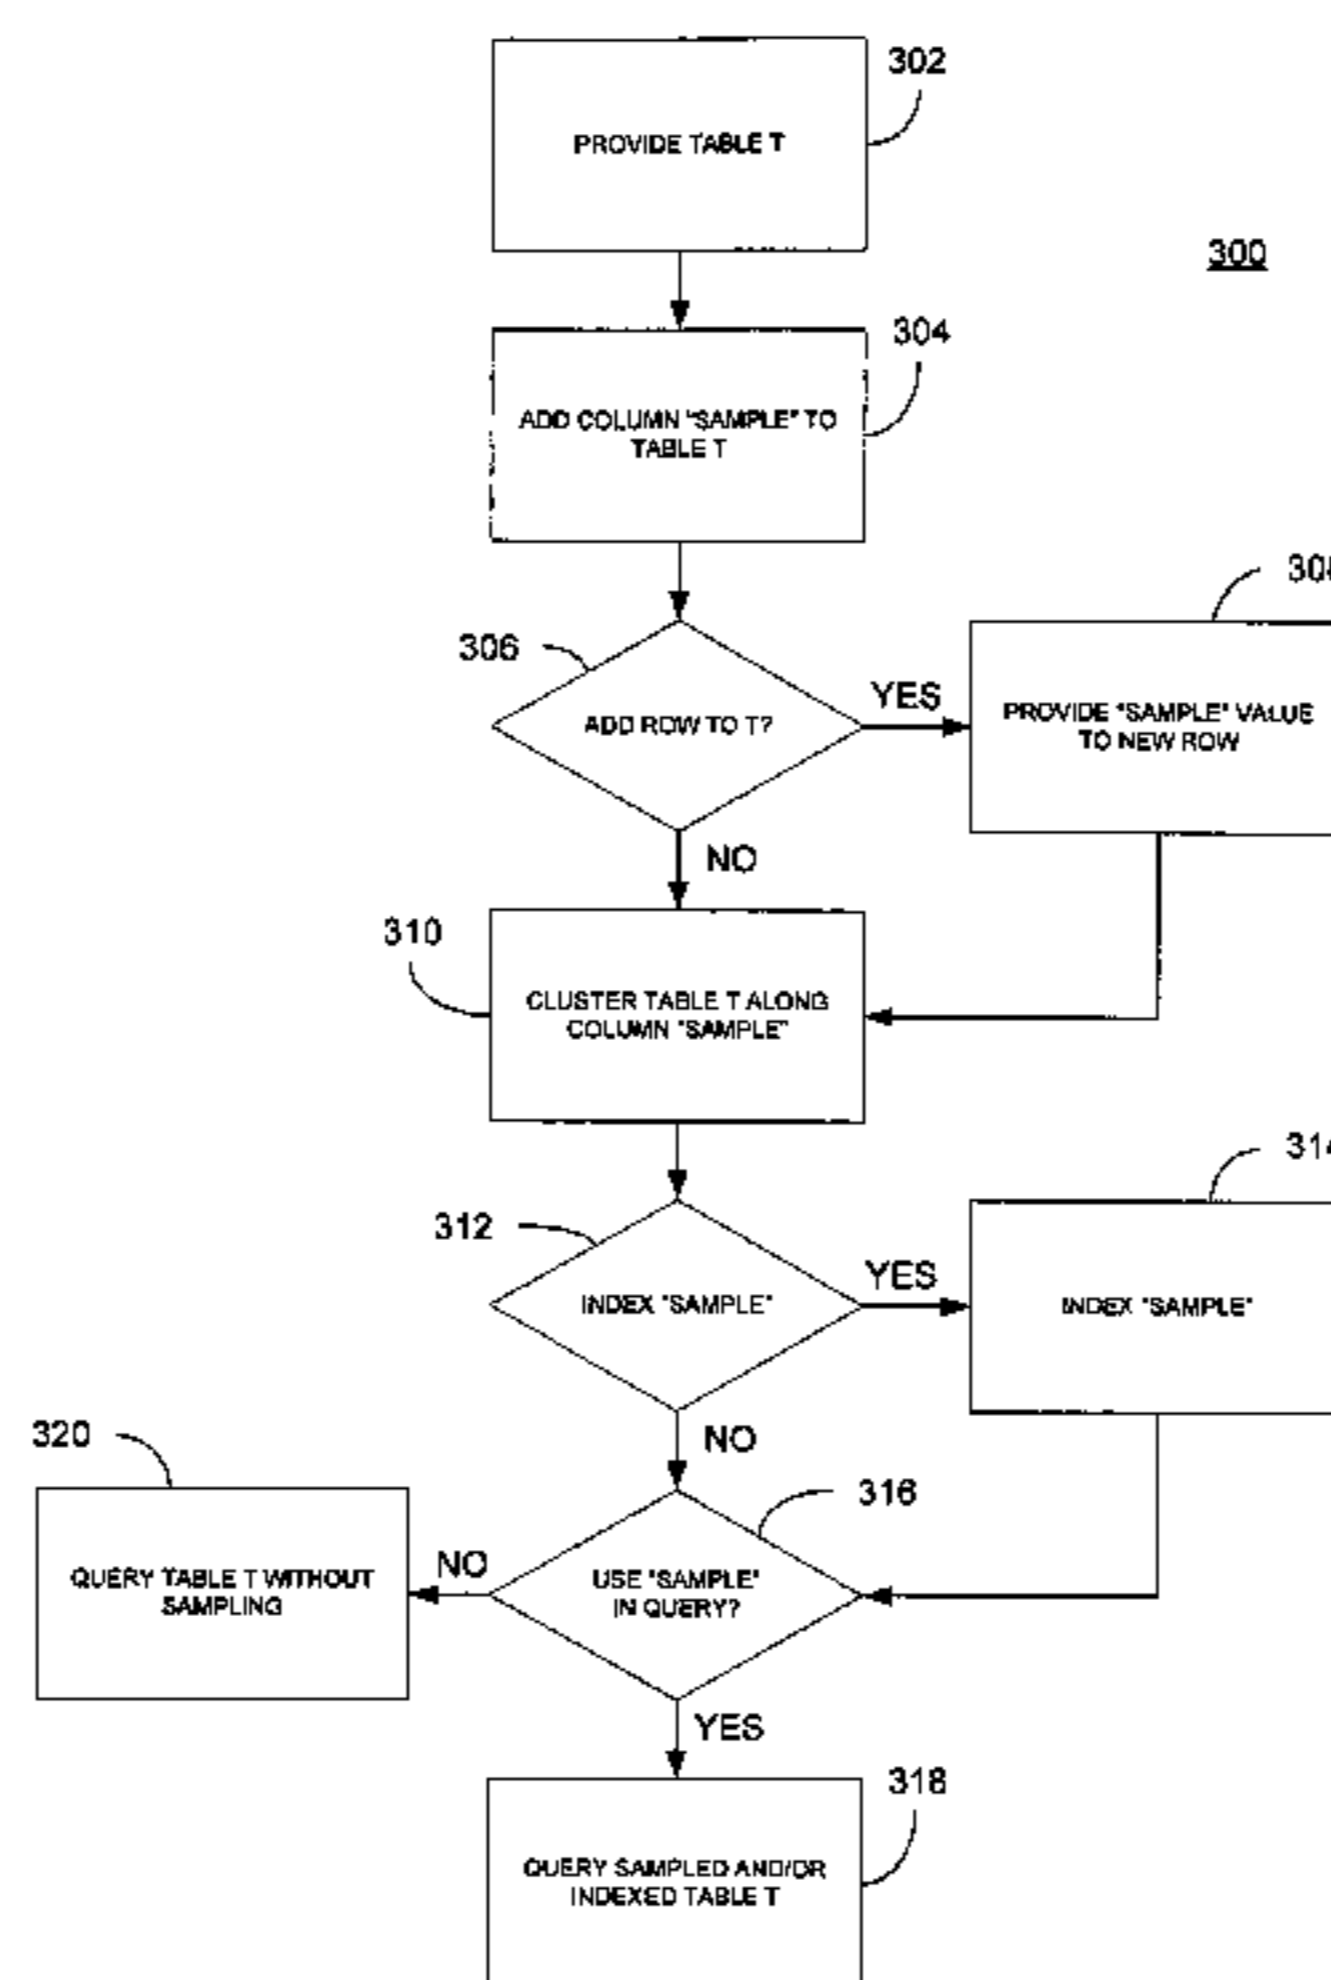 302
PROVIDE TABLE T
300
304
ADD COLUMN "SAMPLE" TO
TABLE T
306
ADD ROW TO T?
YES
PROVIDE "SAMPLE" VALUE
TO NEW ROW
NO
310
CLUSTER TABLE T ALONG
COLUMN "SAMPLE"
314
312
INDEX "SAMPLE"
YES
INDEX "SAMPLE"
NO
320
316
QUERY TABLE T WITHOUT
SAMPLING
NO
USE "SAMPLE"
IN QUERY?
YES
318
QUERY SAMPLED AND/OR
INDEXED TABLE T